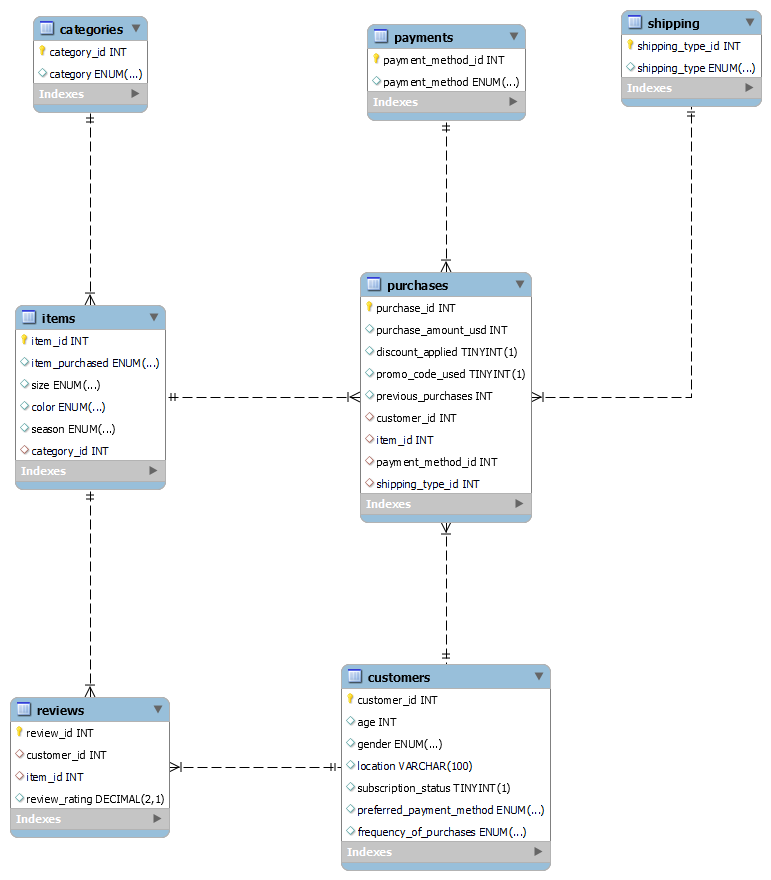 categories
category_id INT
category ENUM(...)
Indexes
payments
payment_method_id INT
payment_method ENUM(...)
Indexes
shipping
shipping_type_id INT
shipping_type ENUM(...)
Indexes
items
item_id INT
item_purchased ENUM(...)
size ENUM(...)
color ENUM(...)
season ENUM(...)
category_id INT
Indexes
purchases
purchase_id INT
purchase_amount_usd INT
discount_applied TINYINT(1)
promo_code_used TINYINT(1)
previous_purchases INT
customer_id INT
item_id INT
payment_method_id INT
shipping_type_id INT
Indexes
reviews
review_id INT
customer_id INT
item_id INT
review_rating DECIMAL(2,1)
Indexes
customers
customer_id INT
age INT
gender ENUM(...)
location VARCHAR(100)
subscription_status TINYINT(1)
preferred_payment_method ENUM(...)
frequency_of_purchases ENUM(...)
Indexes